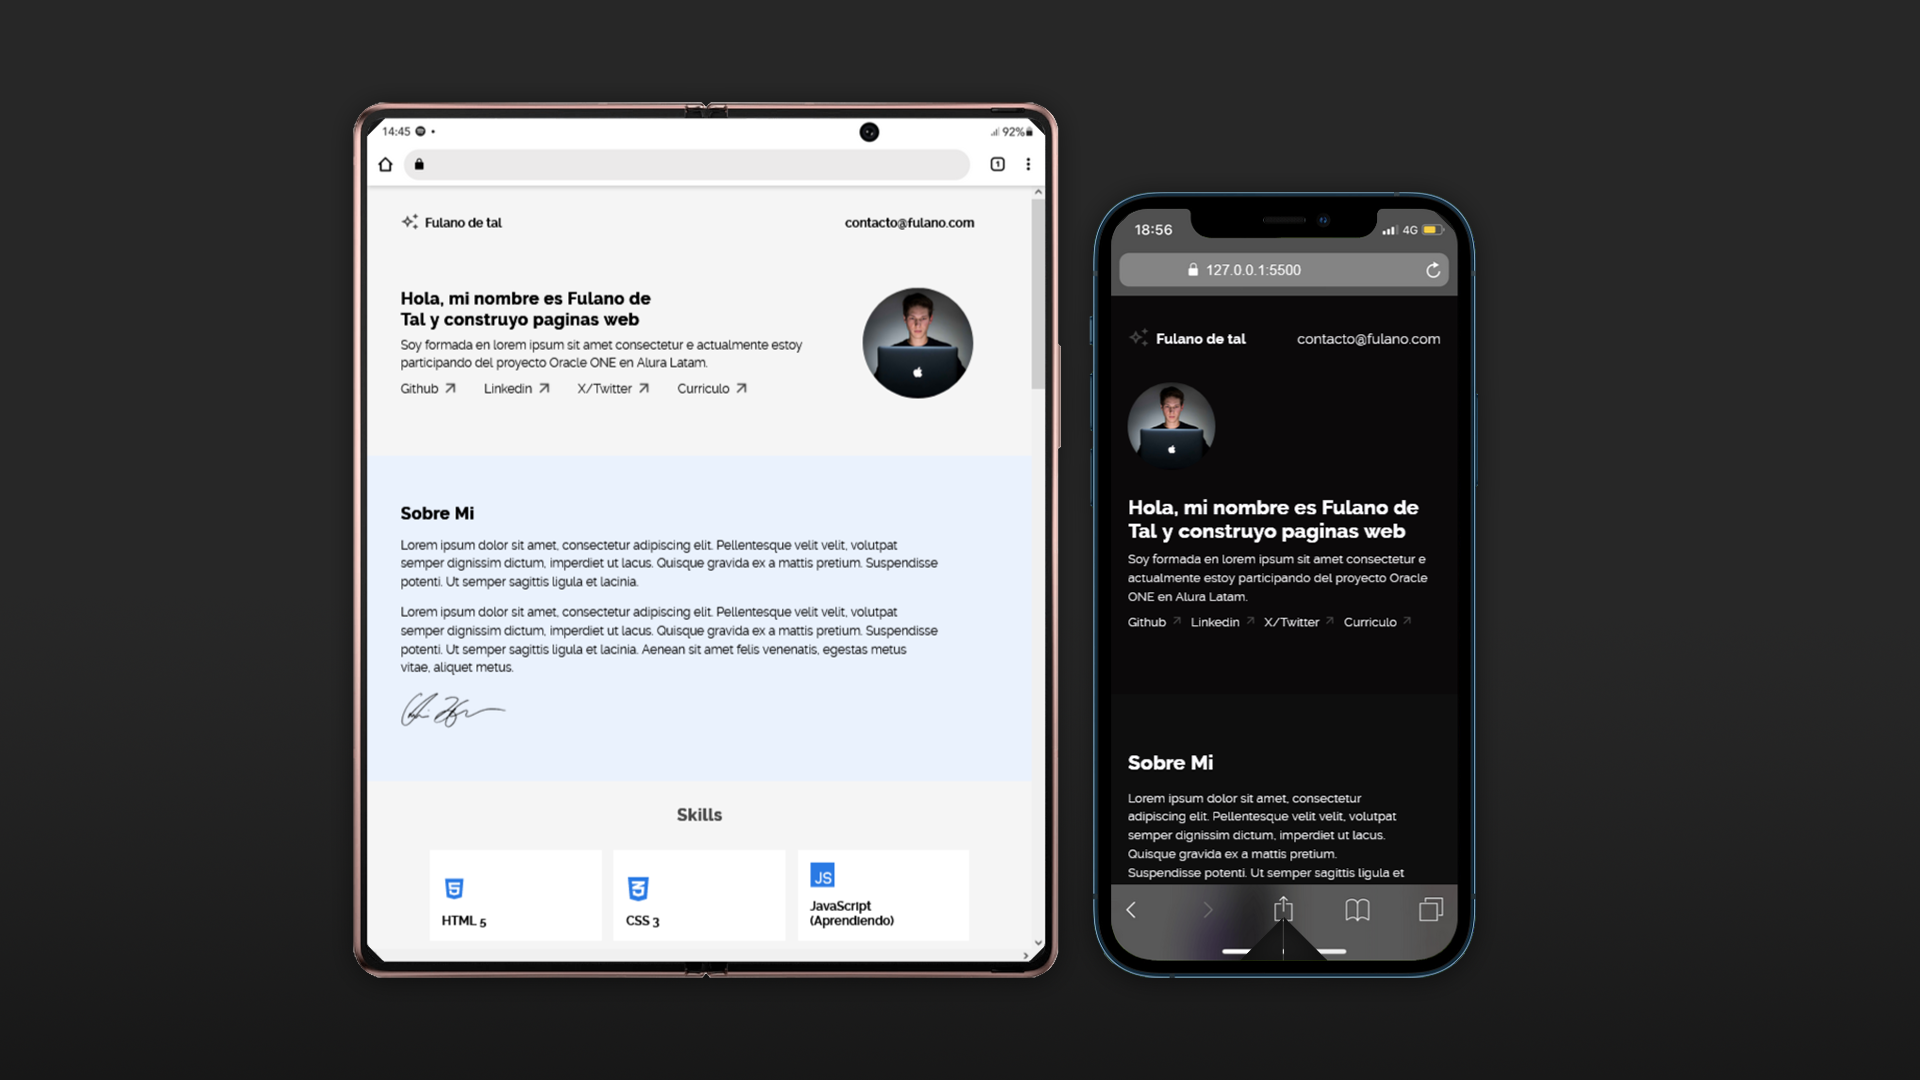 14:45
92%
1
Fulano de tal
contacto@fulano.com
Hola, mi nombre es Fulano de
Tal y construyo paginas web
Soy formada en lorem ipsum sit amet consectetur e actualmente estoy
participando del proyecto Oracle ONE en Alura Latam.
Github Linkedin X/Twitter Curriculo
Sobre Mi
Lorem ipsum dolor sit amet, consectetur adipiscing elit. Pellentesque velit velit, volutpat
semper dignissim dictum, imperdiet ut lacus. Quisque gravida ex a mattis pretium. Suspendisse
potenti. Ut semper sagittis ligula et lacinia.
Lorem ipsum dolor sit amet, consectetur adipiscing elit. Pellentesque velit velit, volutpat
semper dignissim dictum, imperdiet ut lacus. Quisque gravida ex a mattis pretium. Suspendisse
potenti. Ut semper sagittis ligula et lacinia. Aenean sit amet felis venenatis, egestas metus
vitae, aliquet metus.
Skills
5
HTML 5
3
CSS 3
JS
JavaScript
(Aprendiendo)
18:56
4G
127.0.0.1:5500
Fulano de tal
contacto@fulano.com
Hola, mi nombre es Fulano de
Tal y construyo paginas web
Soy formada en lorem ipsum sit amet consectetur e
actualmente estoy participando del proyecto Oracle
ONE en Alura Latam.
Github Linkedin X/Twitter Curriculo
Sobre Mi
Lorem ipsum dolor sit amet, consectetur
adipiscing elit. Pellentesque velit velit, volutpat
semper dignissim dictum, imperdiet ut lacus.
Quisque gravida ex a mattis pretium.
Suspendisse potenti. Ut semper sagittis ligula et